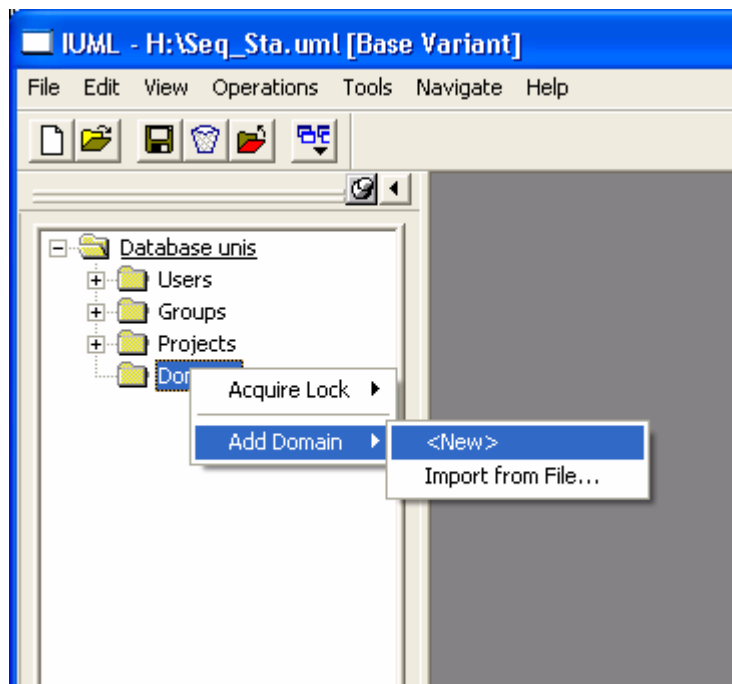 IUML - H:\Seq_Sta.uml [Base Variant]
File Edit View Operations Tools Navigate Help
Database unis
Users
Groups
Projects
Acquire Lock
Add Domain
<New>
Import from File...